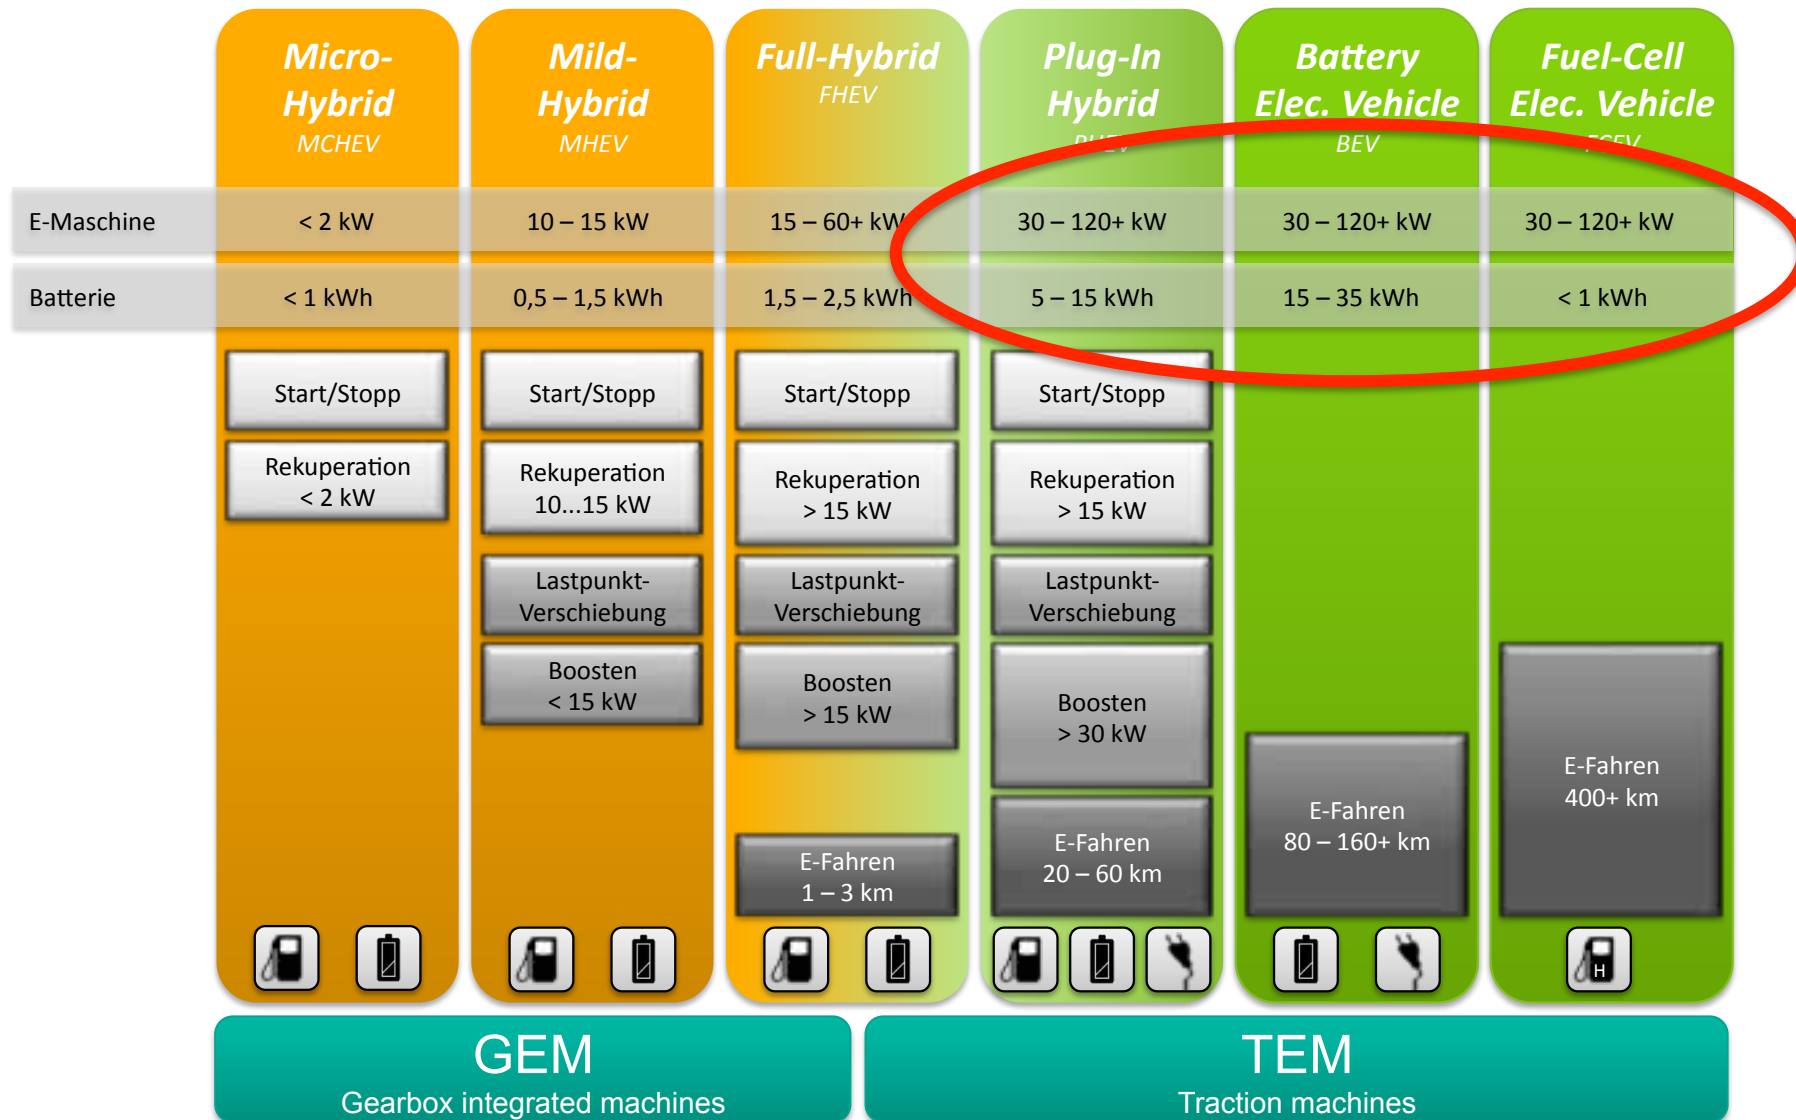 Micro-
Hybrid
MCHEV
Mild-
Hybrid
MHEV
Full-Hybrid
FHEV
Plug-In
Hybrid
PHEV
Battery
Elec. Vehicle
BEV
Fuel-Cell
Elec. Vehicle
FCEV
E-Maschine
< 2 kW
10 – 15 kW
15 – 60+ kW
30 – 120+ kW
30 – 120+ kW
30 – 120+ kW
Batterie
< 1 kWh
0,5 – 1,5 kWh
1,5 – 2,5 kWh
5 – 15 kWh
15 – 35 kWh
< 1 kWh
Start/Stopp
Start/Stopp
Start/Stopp
Start/Stopp
Rekuperation
< 2 kW
Rekuperation
10...15 kW
Rekuperation
> 15 kW
Rekuperation
> 15 kW
Lastpunkt-
Verschiebung
Lastpunkt-
Verschiebung
Lastpunkt-
Verschiebung
Boosten
< 15 kW
Boosten
> 15 kW
Boosten
> 30 kW
E-Fahren
1 – 3 km
E-Fahren
20 – 60 km
E-Fahren
80 – 160+ km
E-Fahren
400+ km
H
GEM
Gearbox integrated machines
TEM
Traction machines